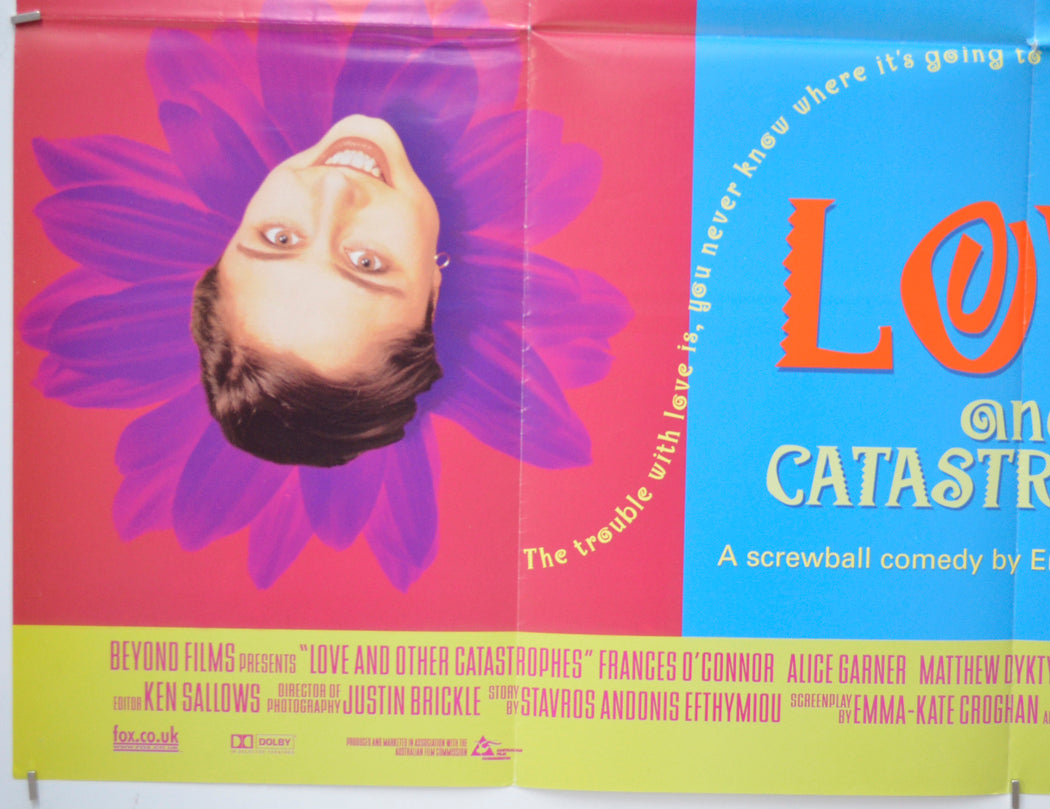 The trouble with love is, you never know where it's going to
LOV
and
CATASTR
A screwball comedy by E
BEYOND FILMS PRESENTS "LOVE AND OTHER CATASTROPHES" FRANCES O'CONNOR ALICE GARNER MATTHEW DYKTY
EDITOR KEN SALLOWS DIRECTOR OF PHOTOGRAPHY JUSTIN BRICKLE STORY BY STAVROS ANDONIS EFTHYMIOU SCREENPLAY BY EMMA-KATE CROGHAN A
fox.co.uk
DOLBY
PRODUCED AND MARKETED IN ASSOCIATION WITH THE
AUSTRALIAN FILM COMMISSION